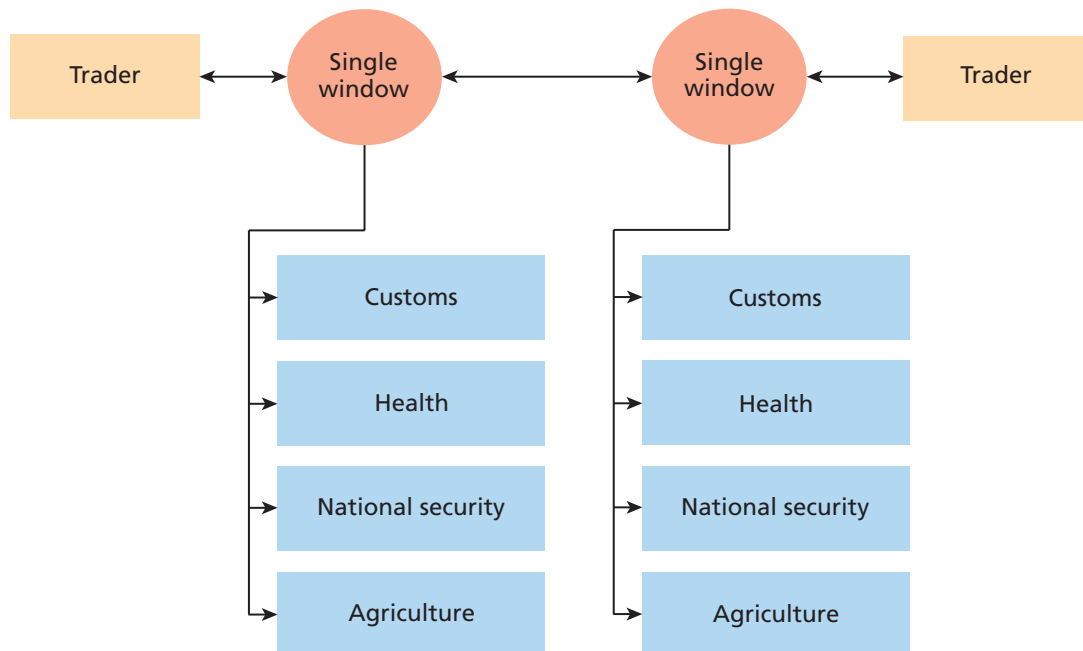 Trader
Single
window
Single
window
Trader
Customs
Customs
Health
Health
National security
National security
Agriculture
Agriculture